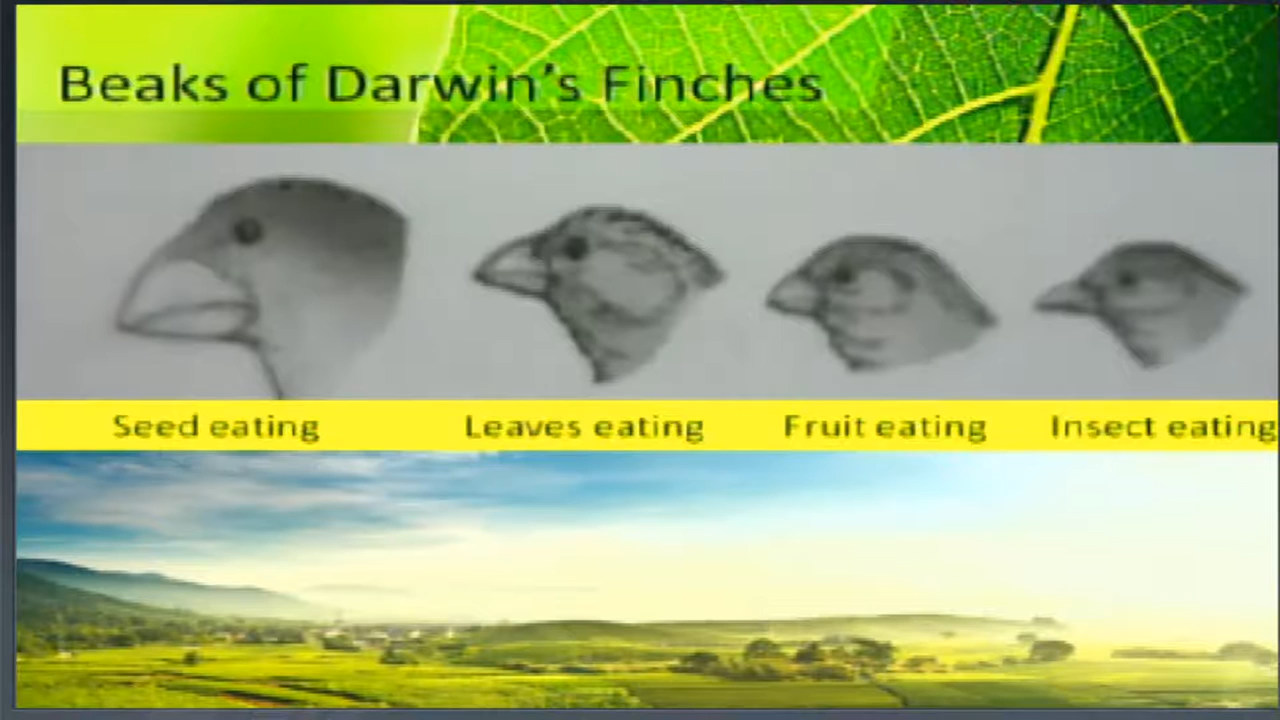 Beaks of Darwin's Finches
Seed eating
Leaves eating
Fruit eating
Insect eating